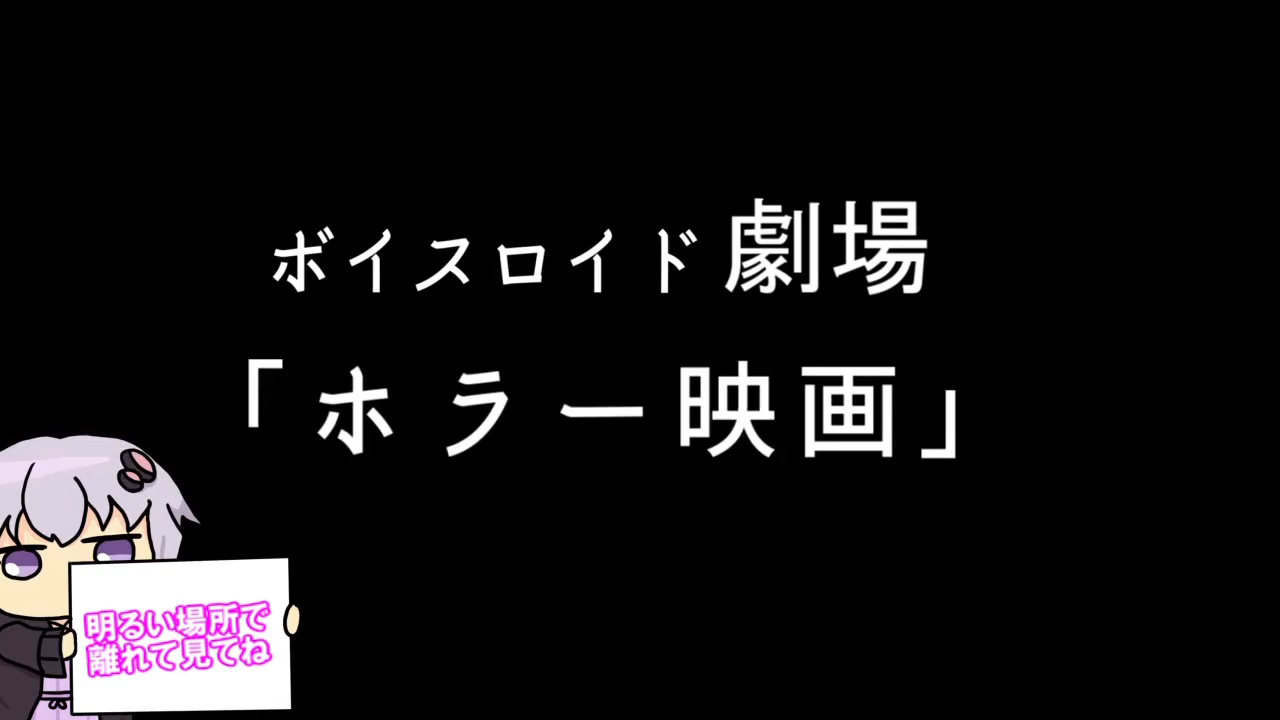 ボイスロイド劇場
「ホラー映画」
明るい場所で
離れて見てね